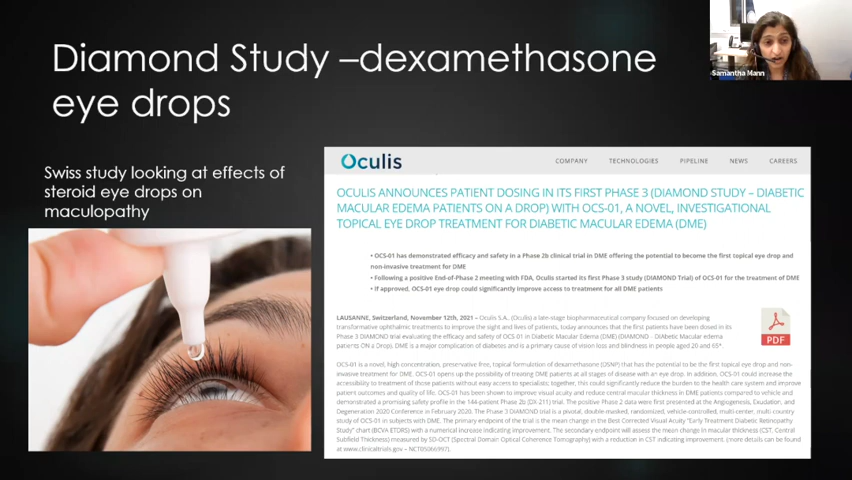 Diamond Study –dexamethasone
eye drops
Samantha Mann
Swiss study looking at effects of
steroid eye drops on
maculopathy
Oculis
COMPANY TECHNOLOGIES PIPELINE NEWS CAREERS
OCULIS ANNOUNCES PATIENT DOSING IN ITS FIRST PHASE 3 (DIAMOND STUDY – DIABETIC
MACULAR EDEMA PATIENTS ON A DROP) WITH OCS-01, A NOVEL, INVESTIGATIONAL
TOPICAL EYE DROP TREATMENT FOR DIABETIC MACULAR EDEMA (DME)
• OCS-01 has demonstrated efficacy and safety in a Phase 2b clinical trial in DME offering the potential to become the first topical eye drop and
non-invasive treatment for DME
• Following a positive End-of-Phase 2 meeting with FDA, Oculis started its first Phase 3 study (DIAMOND Trial) of OCS-01 for the treatment of DME
• If approved, OCS-01 eye drop could significantly improve access to treatment for all DME patients
LAUSANNE, Switzerland, November 12th, 2021 – Oculis S.A., (Oculis) a late-stage biopharmaceutical company focused on developing
transformative ophthalmic treatments to improve the sight and lives of patients, today announces that the first patients have been dosed in its
Phase 3 DIAMOND trial evaluating the efficacy and safety of OCS-01 in Diabetic Macular Edema (DME) (DIAMOND - DIAbetic Macular edema
patients ON a Drop). DME is a major complication of diabetes and is a primary cause of vision loss and blindness in people aged 20 and 65*.
PDF
OCS-01 is a novel, high concentration, preservative free, topical formulation of dexamethasone (OSNP) that has the potential to be the first topical eye drop and non-
invasive treatment for DME. OCS-01 opens up the possibility of treating DME patients at all stages of disease with an eye drop. In addition, OCS-01 could increase the
accessibility to treatment of those patients without easy access to specialists; together, this could significantly reduce the burden to the health care system and improve
patient outcomes and quality of life. OCS-01 has been shown to improve visual acuity and reduce central macular thickness in DME patients compared to vehicle and
demonstrated a promising safety profile in the 144-patient Phase 2b (DX-211) trial. The positive Phase 2 data were first presented at the Angiogenesis, Exudation, and
Degeneration 2020 Conference in February 2020. The Phase 3 DIAMOND trial is a pivotal, double-masked, randomized, vehicle-controlled, multi-center, multi-country
study of OCS-01 in subjects with DME. The primary endpoint of the trial is the mean change in the Best Corrected Visual Acuity "Early Treatment Diabetic Retinopathy
Study" chart (BCVA ETDRS) with a numerical increase indicating improvement. The secondary endpoint will assess the mean change in macular thickness (CST, Central
Subfield Thickness) measured by SD-OCT (Spectral Domain Optical Coherence Tomography) with a reduction in CST indicating improvement. ( more details can be found
at www.clinicaltrials.gov – NCT05066997).